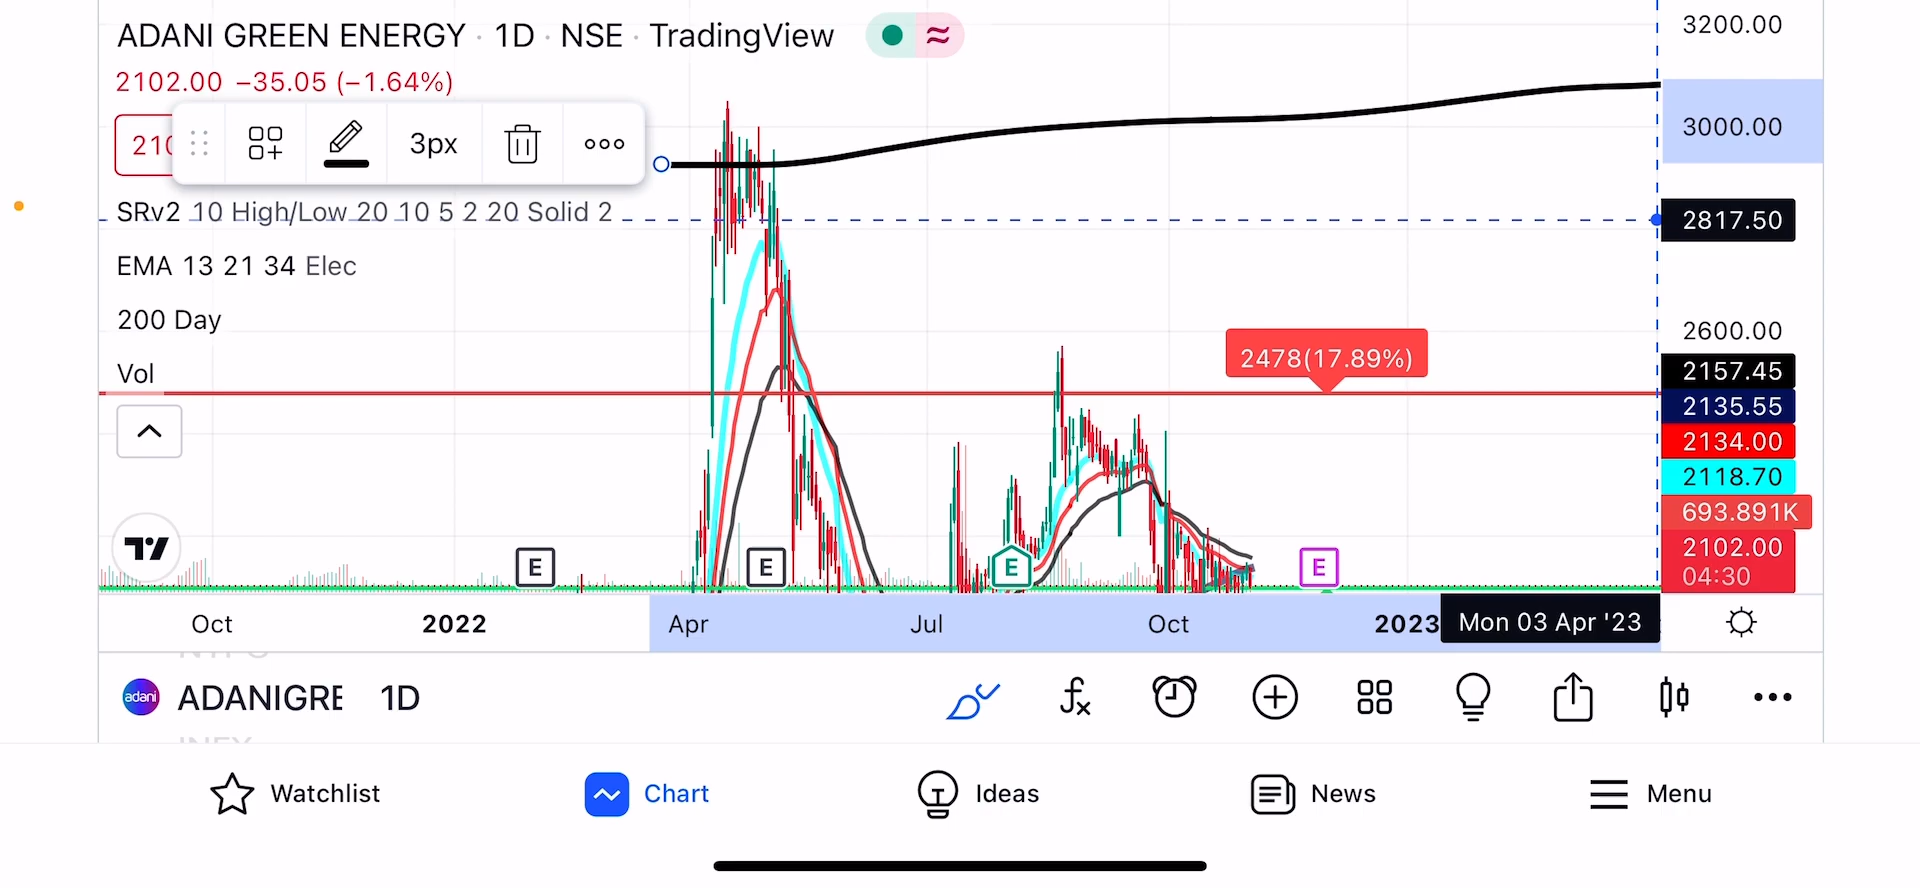 ADANI GREEN ENERGY · 1D · NSE · TradingView
2102.00 −35.05 (−1.64%)
210
3px
SRv2 10 High/Low 20 10 5 2 20 Solid 2
EMA 13 21 34 Elec
200 Day
Vol
2478(17.89%)
3200.00
3000.00
2817.50
2600.00
2157.45
2135.55
2134.00
2118.70
693.891K
2102.00
04:30
E
E
E
E
Oct 2022 Apr Jul Oct 2023 Mon 03 Apr '23
adani ADANIGRE 1D
Watchlist Chart Ideas News Menu